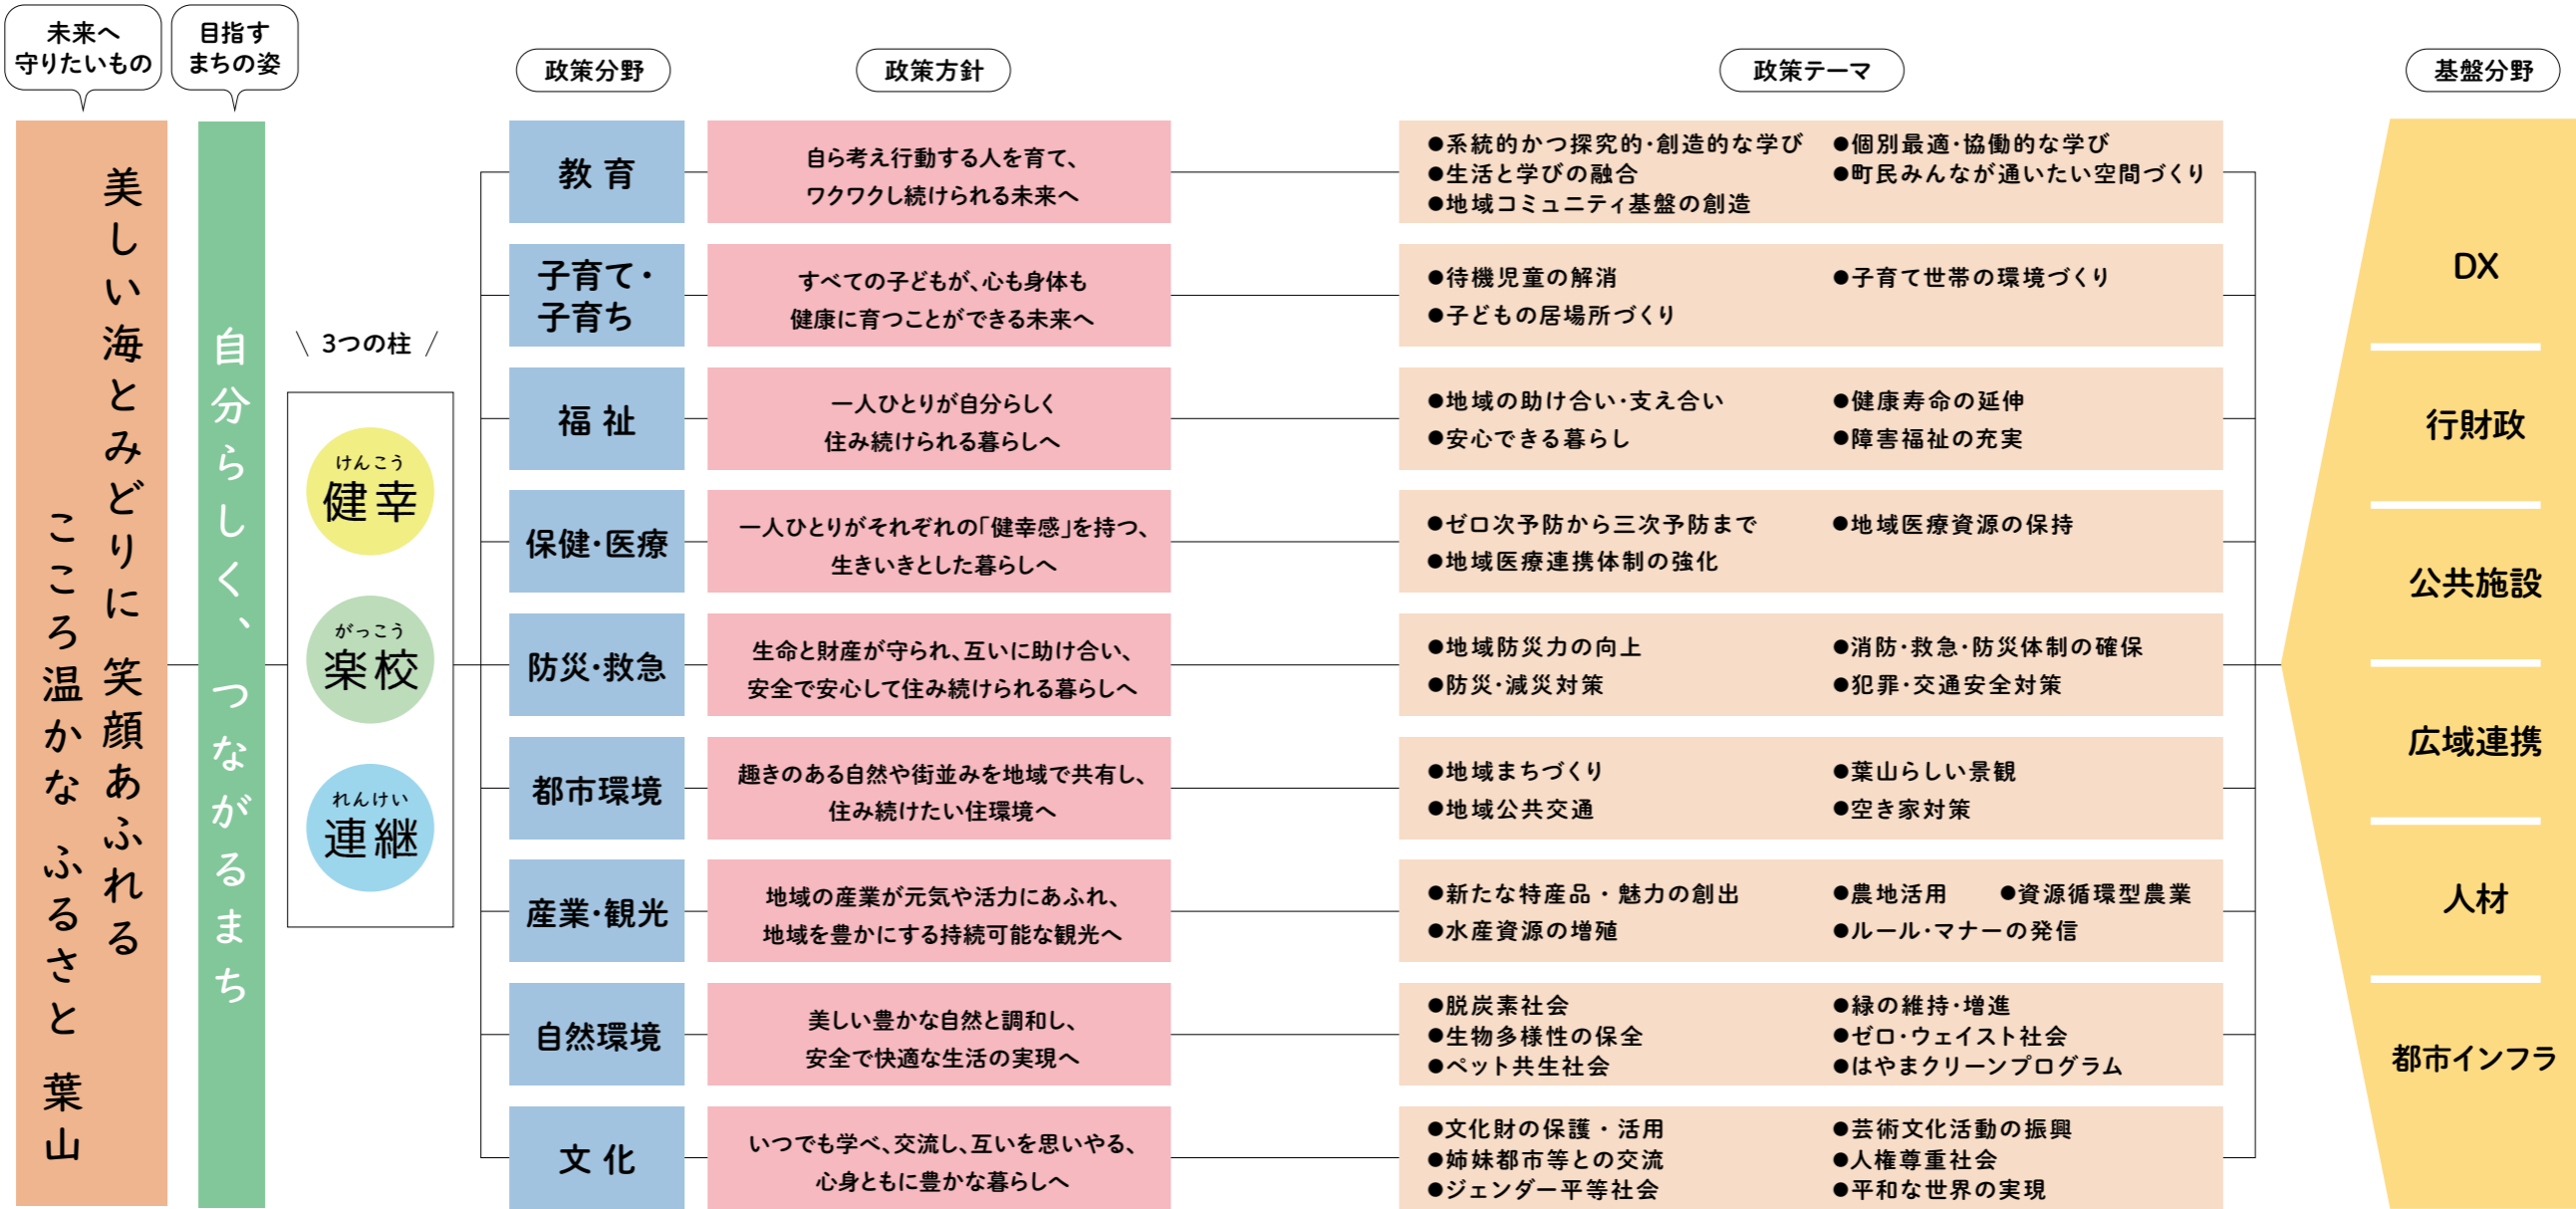 未来へ
守りたいもの
目指す
まちの姿
政策分野
政策方針
政策テーマ
基盤分野
美しい海とみどりに 笑顔あふれる
こころ温かな ふるさと 葉山
自分らしく、つながるまち
3つの柱
けんこう
健幸
がっこう
楽校
れんけい
連継
教育
自ら考え行動する人を育て、
ワクワクし続けられる未来へ
●系統的かつ探究的・創造的な学び ●個別最適・協働的な学び
●生活と学びの融合 ●町民みんなが通いたい空間づくり
●地域コミュニティ基盤の創造
子育て・
子育ち
すべての子どもが、心も身体も
健康に育つことができる未来へ
●待機児童の解消 ●子育て世帯の環境づくり
●子どもの居場所づくり
福祉
一人ひとりが自分らしく
住み続けられる暮らしへ
●地域の助け合い・支え合い ●健康寿命の延伸
●安心できる暮らし ●障害福祉の充実
保健・医療
一人ひとりがそれぞれの「健幸感」を持つ、
生きいきとした暮らしへ
●ゼロ次予防から三次予防まで ●地域医療資源の保持
●地域医療連携体制の強化
防災・救急
生命と財産が守られ、互いに助け合い、
安全で安心して住み続けられる暮らしへ
●地域防災力の向上 ●消防・救急・防災体制の確保
●防災・減災対策 ●犯罪・交通安全対策
都市環境
趣きのある自然や街並みを地域で共有し、
住み続けたい住環境へ
●地域まちづくり ●葉山らしい景観
●地域公共交通 ●空き家対策
産業・観光
地域の産業が元気や活力にあふれ、
地域を豊かにする持続可能な観光へ
●新たな特産品・魅力の創出 ●農地活用 ●資源循環型農業
●水産資源の増殖 ●ルール・マナーの発信
自然環境
美しい豊かな自然と調和し、
安全で快適な生活の実現へ
●脱炭素社会 ●緑の維持・増進
●生物多様性の保全 ●ゼロ・ウェイスト社会
●ペット共生社会 ●はやまクリーンプログラム
文化
いつでも学べ、交流し、互いを思いやる、
心身ともに豊かな暮らしへ
●文化財の保護・活用 ●芸術文化活動の振興
●姉妹都市等との交流 ●人権尊重社会
●ジェンダー平等社会 ●平和な世界の実現
DX
行財政
公共施設
広域連携
人材
都市インフラ